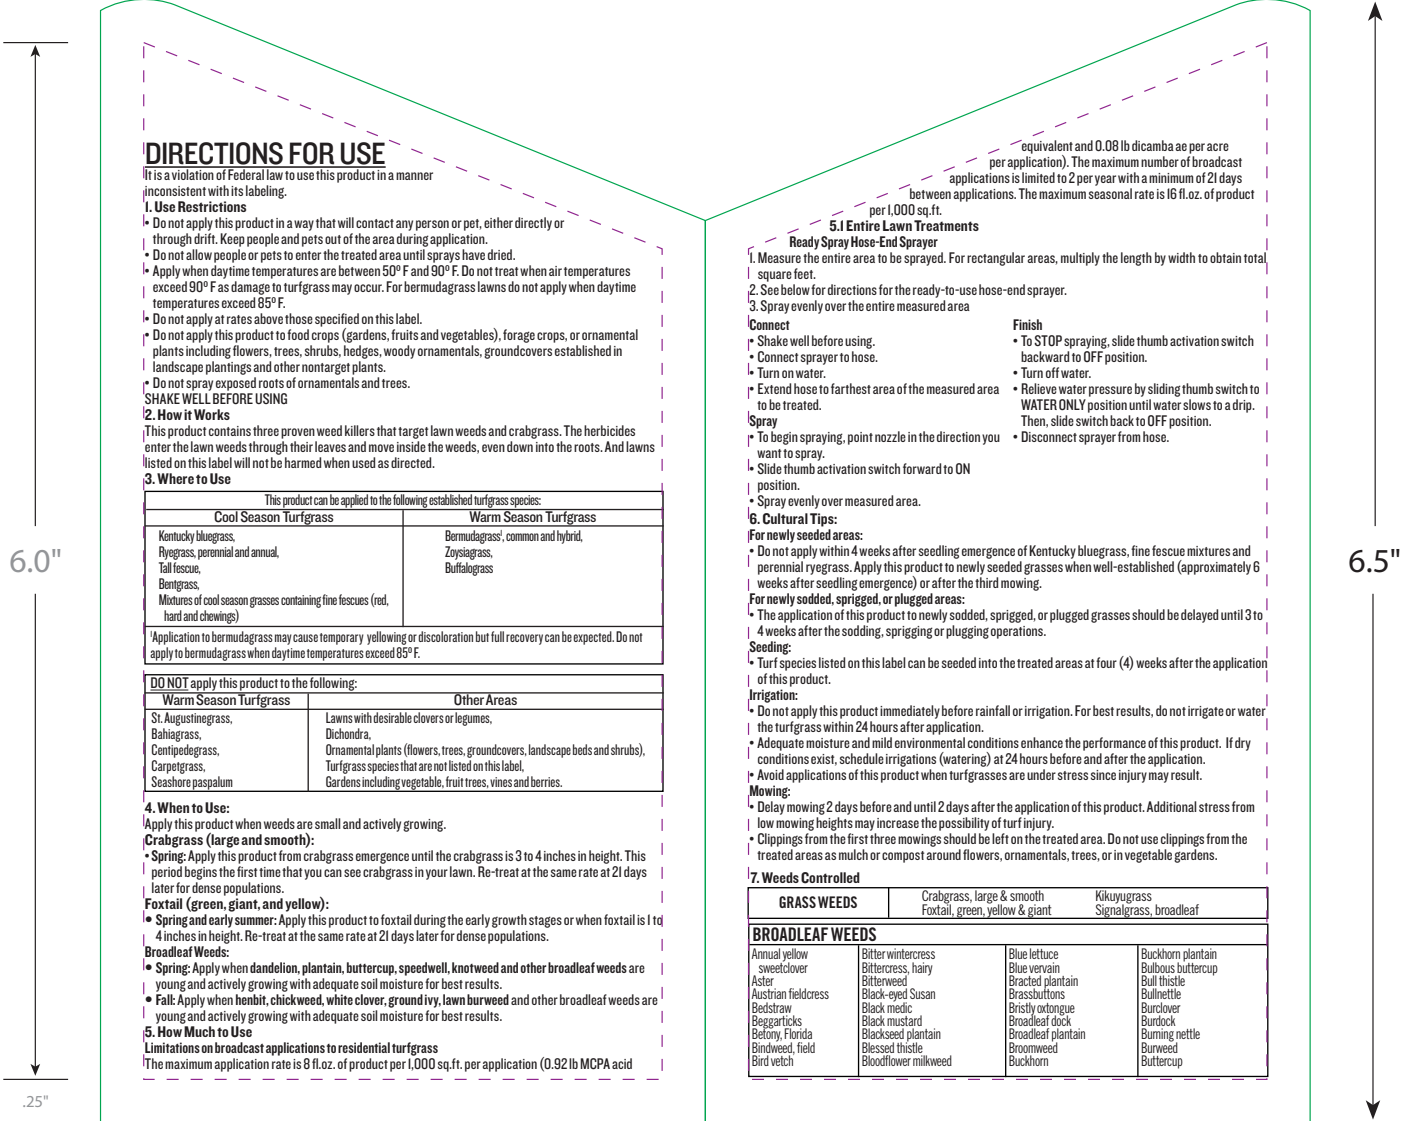 DIRECTIONS FOR USE
It is a violation of Federal law to use this product in a manner
inconsistent with its labeling.
1. Use Restrictions
• Do not apply this product in a way that will contact any person or pet, either directly or
through drift. Keep people and pets out of the area during application.
• Do not allow people or pets to enter the treated area until sprays have dried.
• Apply when daytime temperatures are between 50º F and 90º F. Do not treat when air temperatures
exceed 90º F as damage to turfgrass may occur. For bermudagrass lawns do not apply when daytime
temperatures exceed 85º F.
• Do not apply at rates above those specified on this label.
• Do not apply this product to food crops (gardens, fruits and vegetables), forage crops, or ornamental
plants including flowers, trees, shrubs, hedges, woody ornamentals, groundcovers established in
landscape plantings and other nontarget plants.
• Do not spray exposed roots of ornamentals and trees.
SHAKE WELL BEFORE USING
2. How it Works
This product contains three proven weed killers that target lawn weeds and crabgrass. The herbicides
enter the lawn weeds through their leaves and move inside the weeds, even down into the roots. And lawns
listed on this label will not be harmed when used as directed.
3. Where to Use
This product can be applied to the following established turfgrass species:
Cool Season Turfgrass
Warm Season Turfgrass
Kentucky bluegrass,
Ryegrass, perennial and annual,
Tall fescue,
Bentgrass,
Mixtures of cool season grasses containing fine fescues (red,
hard and chewings)
Bermudagrass¹, common and hybrid,
Zoysiagrass,
Buffalograss
¹Application to bermudagrass may cause temporary yellowing or discoloration but full recovery can be expected. Do not
apply to bermudagrass when daytime temperatures exceed 85º F.
DO NOT apply this product to the following:
Warm Season Turfgrass
Other Areas
St. Augustinegrass,
Bahiagrass,
Centipedegrass,
Carpetgrass,
Seashore paspalum
Lawns with desirable clovers or legumes,
Dichondra,
Ornamental plants (flowers, trees, groundcovers, landscape beds and shrubs),
Turfgrass species that are not listed on this label,
Gardens including vegetable, fruit trees, vines and berries.
4. When to Use:
Apply this product when weeds are small and actively growing.
Crabgrass (large and smooth):
• Spring: Apply this product from crabgrass emergence until the crabgrass is 3 to 4 inches in height. This
period begins the first time that you can see crabgrass in your lawn. Re-treat at the same rate at 21 days
later for dense populations.
Foxtail (green, giant, and yellow):
• Spring and early summer: Apply this product to foxtail during the early growth stages or when foxtail is 1 to
4 inches in height. Re-treat at the same rate at 21 days later for dense populations.
Broadleaf Weeds:
• Spring: Apply when dandelion, plantain, buttercup, speedwell, knotweed and other broadleaf weeds are
young and actively growing with adequate soil moisture for best results.
• Fall: Apply when henbit, chickweed, white clover, ground ivy, lawn burweed and other broadleaf weeds are
young and actively growing with adequate soil moisture for best results.
5. How Much to Use
Limitations on broadcast applications to residential turfgrass
The maximum application rate is 8 fl.oz. of product per 1,000 sq.ft. per application (0.92 lb MCPA acid
equivalent and 0.08 lb dicamba ae per acre
per application). The maximum number of broadcast
applications is limited to 2 per year with a minimum of 21 days
between applications. The maximum seasonal rate is 16 fl.oz. of product
per 1,000 sq.ft.
5.1 Entire Lawn Treatments
Ready Spray Hose-End Sprayer
1. Measure the entire area to be sprayed. For rectangular areas, multiply the length by width to obtain total
square feet.
2. See below for directions for the ready-to-use hose-end sprayer.
3. Spray evenly over the entire measured area
Connect
• Shake well before using.
• Connect sprayer to hose.
• Turn on water.
• Extend hose to farthest area of the measured area
to be treated.
Spray
• To begin spraying, point nozzle in the direction you
want to spray.
• Slide thumb activation switch forward to ON
position.
• Spray evenly over measured area.
Finish
• To STOP spraying, slide thumb activation switch
backward to OFF position.
• Turn off water.
• Relieve water pressure by sliding thumb switch to
WATER ONLY position until water slows to a drip.
Then, slide switch back to OFF position.
• Disconnect sprayer from hose.
6. Cultural Tips:
For newly seeded areas:
• Do not apply within 4 weeks after seedling emergence of Kentucky bluegrass, fine fescue mixtures and
perennial ryegrass. Apply this product to newly seeded grasses when well-established (approximately 6
weeks after seedling emergence) or after the third mowing.
For newly sodded, sprigged, or plugged areas:
• The application of this product to newly sodded, sprigged, or plugged grasses should be delayed until 3 to
4 weeks after the sodding, sprigging or plugging operations.
Seeding:
• Turf species listed on this label can be seeded into the treated areas at four (4) weeks after the application
of this product.
Irrigation:
• Do not apply this product immediately before rainfall or irrigation. For best results, do not irrigate or water
the turfgrass within 24 hours after application.
• Adequate moisture and mild environmental conditions enhance the performance of this product. If dry
conditions exist, schedule irrigations (watering) at 24 hours before and after the application.
• Avoid applications of this product when turfgrasses are under stress since injury may result.
Mowing:
• Delay mowing 2 days before and until 2 days after the application of this product. Additional stress from
low mowing heights may increase the possibility of turf injury.
• Clippings from the first three mowings should be left on the treated area. Do not use clippings from the
treated areas as mulch or compost around flowers, ornamentals, trees, or in vegetable gardens.
7. Weeds Controlled
GRASS WEEDS
Crabgrass, large & smooth
Foxtail, green, yellow & giant
Kikuyugrass
Signalgrass, broadleaf
BROADLEAF WEEDS
Annual yellow
sweetclover
Aster
Austrian fieldcress
Bedstraw
Beggarticks
Betony, Florida
Bindweed, field
Bird vetch
Bitter wintercress
Bittercress, hairy
Bitterweed
Black-eyed Susan
Black medic
Black mustard
Blackseed plantain
Blessed thistle
Bloodflower milkweed
Blue lettuce
Blue vervain
Bracted plantain
Brassbuttons
Bristly oxtongue
Broadleaf dock
Broadleaf plantain
Broomweed
Buckhorn
Buckhorn plantain
Bulbous buttercup
Bull thistle
Bullnettle
Burclover
Burdock
Burning nettle
Burweed
Buttercup
6.0"
.25"
6.5"